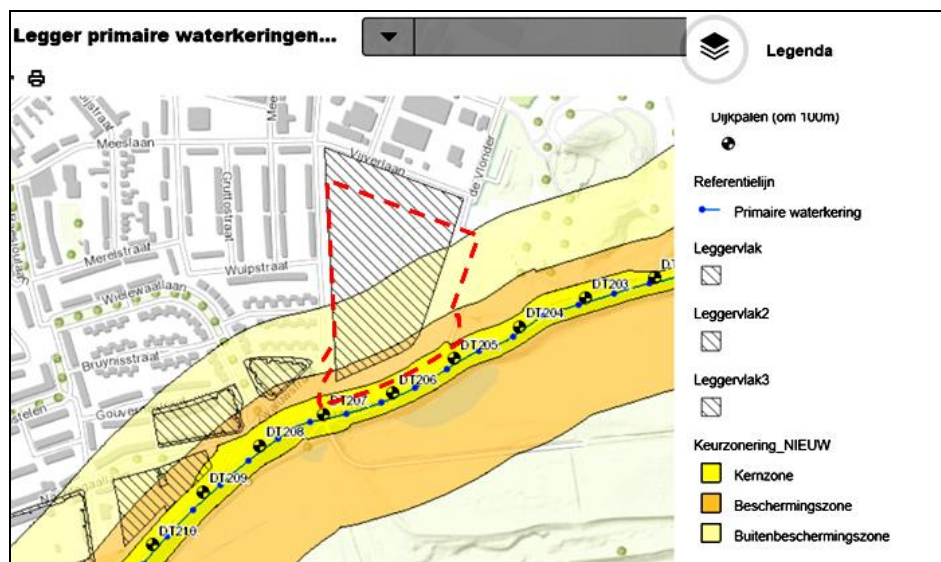 Legger primaire waterkeringen...
Legenda
Dijkpalen (om 100m)
Referentielijn
Primaire waterkering
Leggervlak
Leggervlak2
Leggervlak3
Keurzonering_NIEUW
Kernzone
Beschermingszone
Buitenbeschermingszone
Meeslaan
Vijverlaan
de Vlonder
Gruttostraat
Merelstraat
Wulpstraat
Wielewaallaan
Bruynisstraat
DT203
DT204
DT205
DT206
DT207
DT208
DT209
DT210